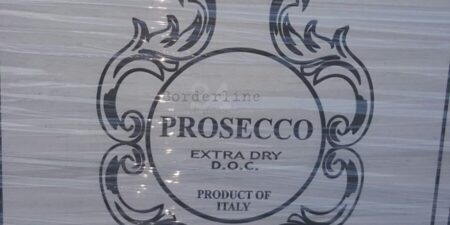 Borderline
PROSECCO
EXTRA DRY
D.O.C.
PRODUCT OF
ITALY